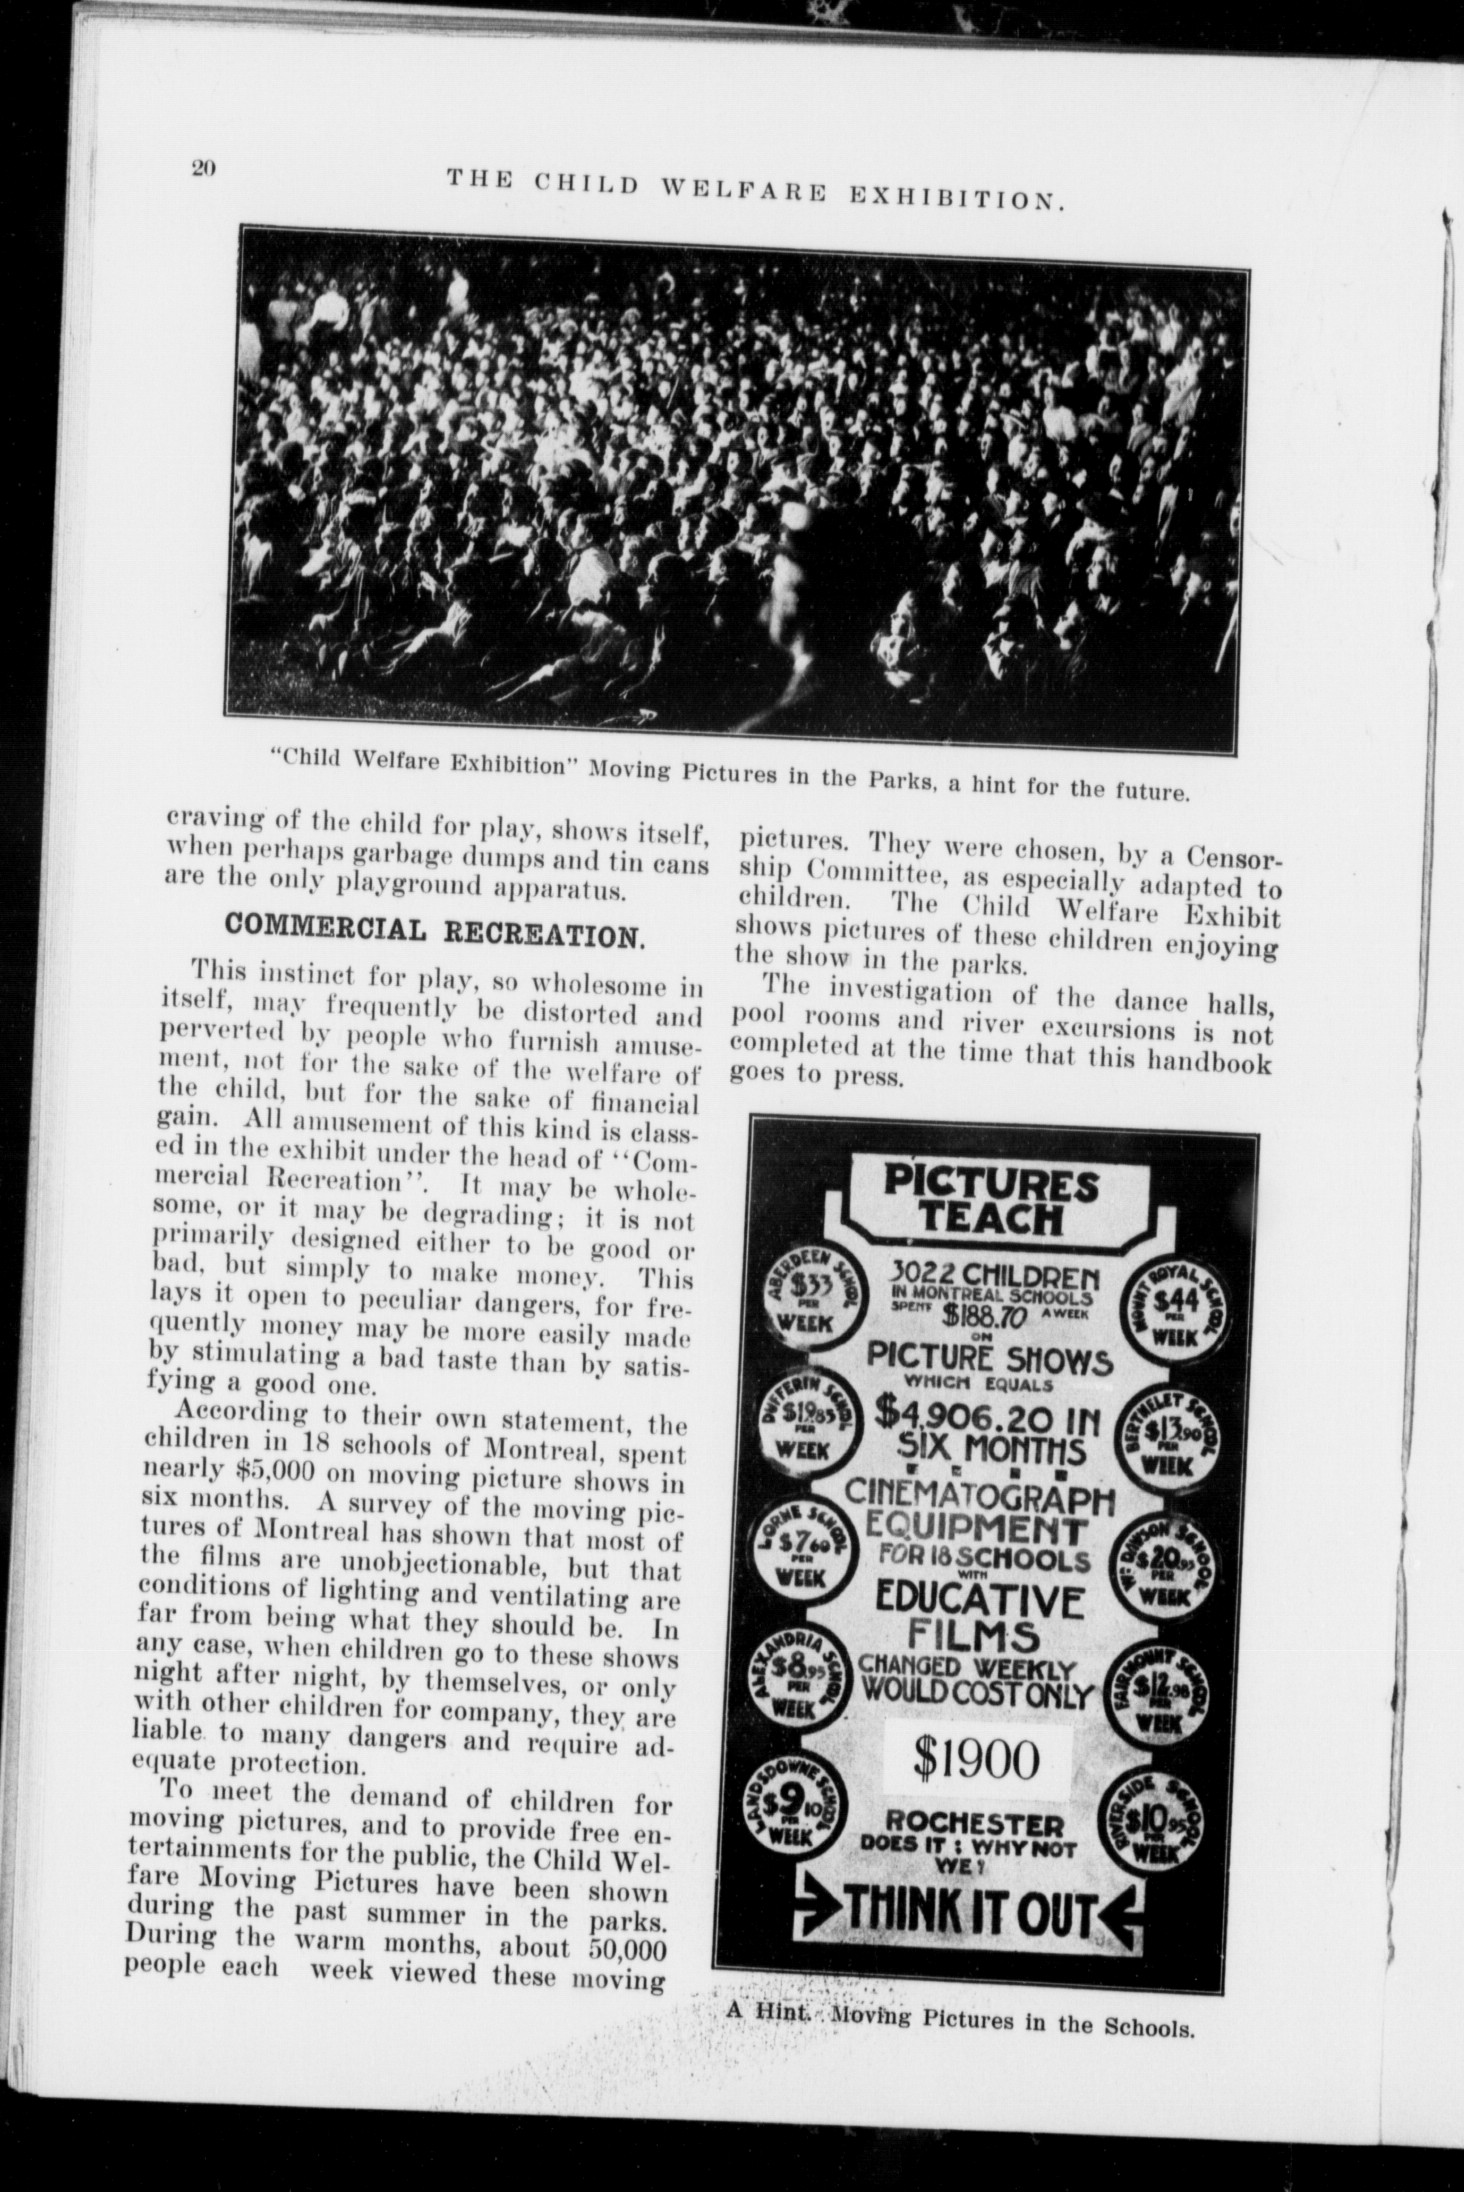 20
THE CHILD WELFARE EXHIBITION.
"Child Welfare Exhibition" Moving Pictures in the Parks, a hint for the future.
craving of the child for play, shows itself,
when perhaps garbage dumps and tin cans
are the only playground apparatus.
COMMERCIAL RECREATION.
This instinct for play, so wholesome in
itself, may frequently be distorted and
perverted by people who furnish amuse-
ment, not for the sake of the welfare of
the child, but for the sake of financial
gain. All amusement of this kind is class-
ed in the exhibit under the head of "Com-
mercial Recreation". It may be whole-
some, or it may be degrading; it is not
primarily designed either to be good or
bad, but simply to make money. This
lays it open to peculiar dangers, for fre-
quently money may be more easily made
by stimulating a bad taste than by satis-
fying a good one.
According to their own statement, the
children in 18 schools of Montreal, spent
nearly $5,000 on moving picture shows in
six months. A survey of the moving pic-
tures of Montreal has shown that most of
the films are unobjectionable, but that
conditions of lighting and ventilating are
far from being what they should be. In
any case, when children go to these shows
night after night, by themselves, or only
with other children for company, they are
liable to many dangers and require ad-
equate protection.
To meet the demand of children for
moving pictures, and to provide free en-
tertainments for the public, the Child Wel-
fare Moving Pictures have been shown
during the past summer in the parks.
During the warm months, about 50,000
people each week viewed these moving
pictures. They were chosen, by a Censor-
ship Committee, as especially adapted to
children. The Child Welfare Exhibit
shows pictures of these children enjoying
the show in the parks.
The investigation of the dance halls,
pool rooms and river excursions is not
completed at the time that this handbook
goes to press.
PICTURES
TEACH
3022 CHILDREN
IN MONTREAL SCHOOLS
SPENT $188.70 A WEEK
ON
PICTURE SHOWS
WHICH EQUALS
$4,906.20 IN
SIX MONTHS
CINEMATOGRAPH
EQUIPMENT
FOR 18 SCHOOLS
WITH
EDUCATIVE
FILMS
CHANGED WEEKLY
WOULD COST ONLY
$1900
ROCHESTER
DOES IT; WHY NOT
WE?
THINK IT OUT
ABERDEEN SCHOOL
$33
PER
WEEK
DUFFERIN SCHOOL
$19.85
PER
WEEK
LORNE SCHOOL
$7.60
PER
WEEK
ALEXANDRIA SCHOOL
$8.95
PER
WEEK
LANDSDOWNE SCHOOL
$9.10
PER
WEEK
MOUNT ROYAL SCHOOL
$44
PER
WEEK
BERTHELET SCHOOL
$13.90
PER
WEEK
DAWSON SCHOOL
$20.95
PER
WEEK
FAIRMOUNT SCHOOL
$12.98
PER
WEEK
RIVERSIDE SCHOOL
$10.95
PER
WEEK
A Hint. Moving Pictures in the Schools.